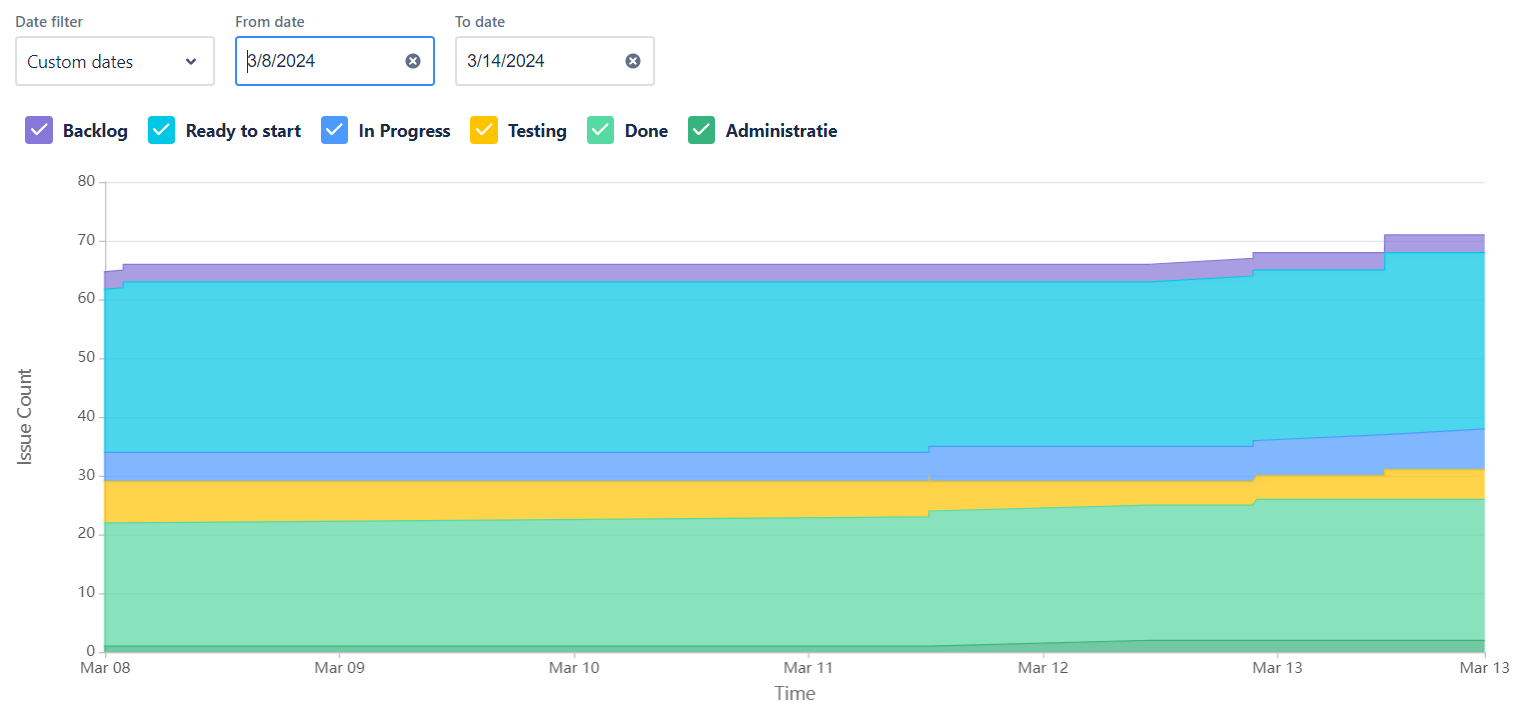 Date filter From date To date
Custom dates 3/8/2024 3/14/2024
Backlog Ready to start In Progress Testing Done Administratie
80
70
60
50
40
30
20
10
0
Issue Count
Mar 08 Mar 09 Mar 10 Mar 11 Mar 12 Mar 13 Mar 13
Time